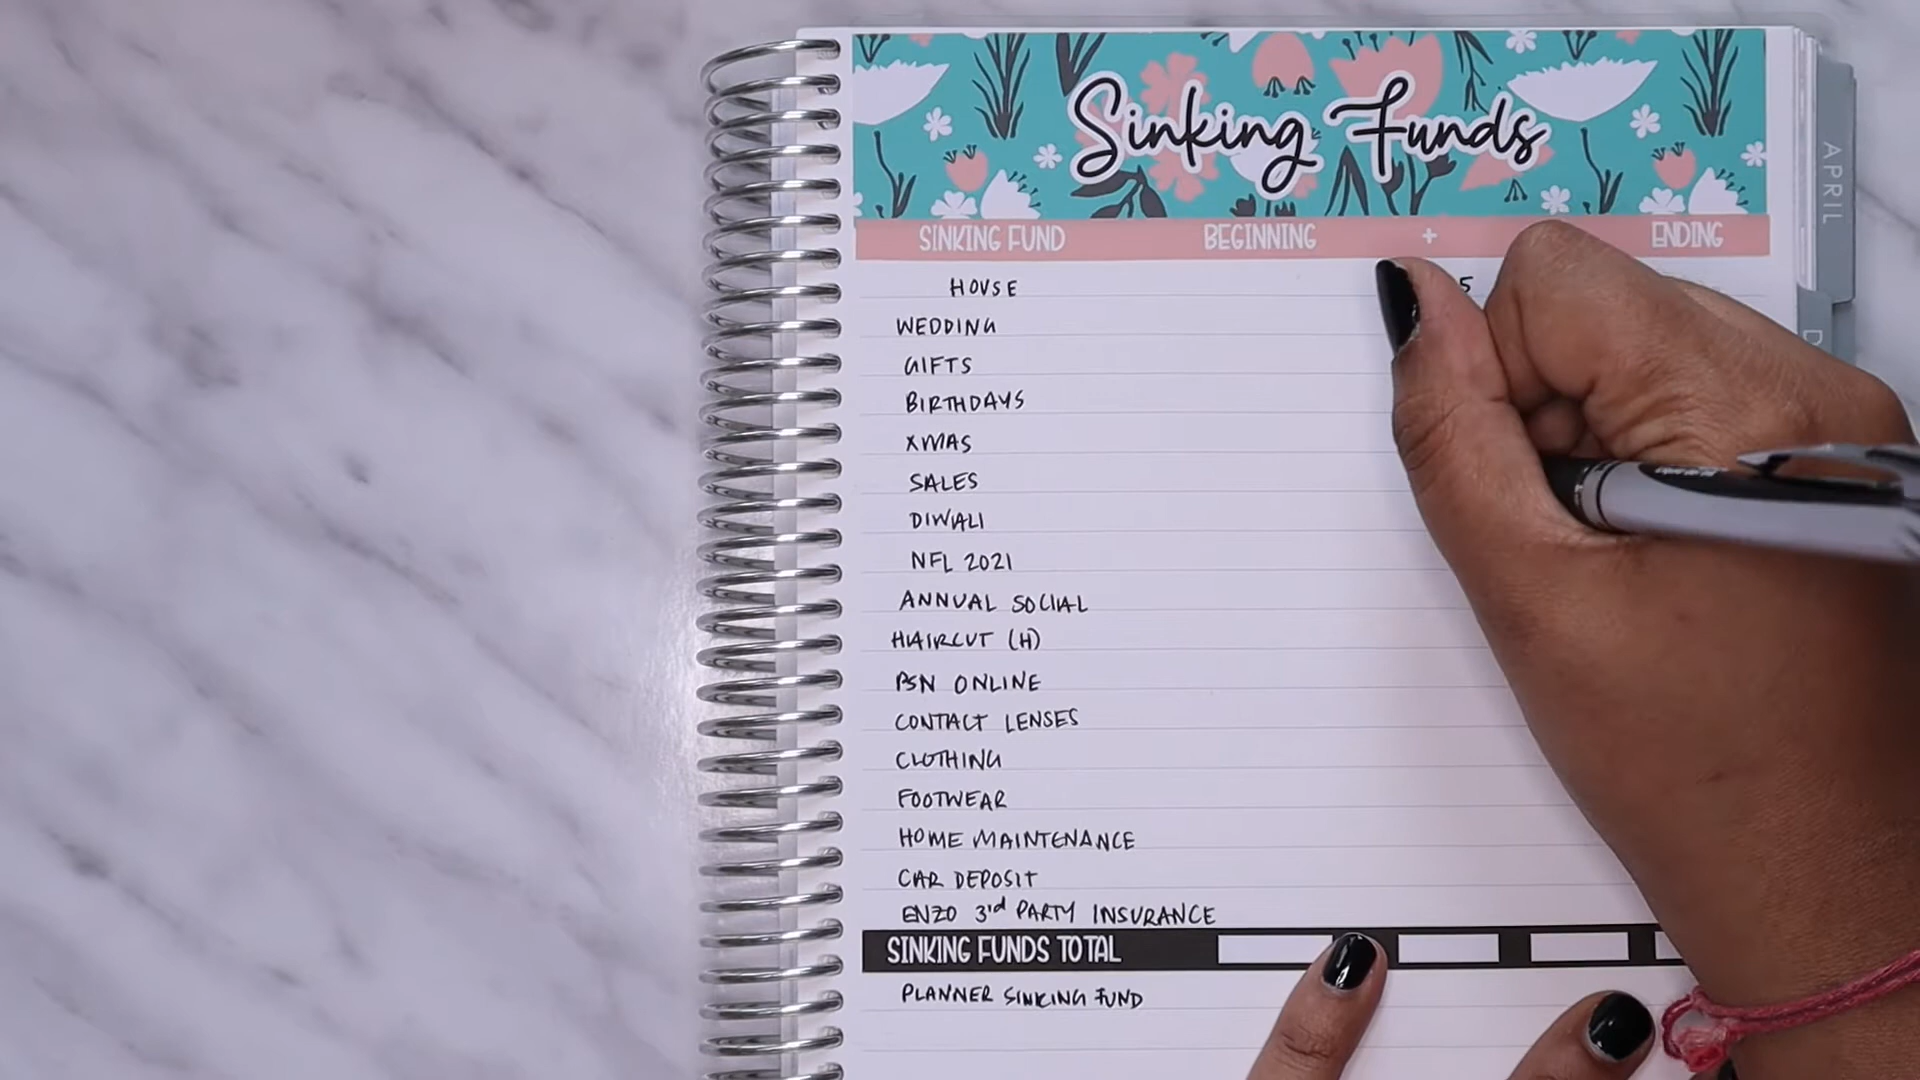 Sinking Funds
SINKING FUND BEGINNING + ENDING
HOUSE 5
WEDDING
GIFTS
BIRTHDAYS
XMAS
SALES
DIWALI
NFL 2021
ANNUAL SOCIAL
HAIRCUT (H)
PSN ONLINE
CONTACT LENSES
CLOTHING
FOOTWEAR
HOME MAINTENANCE
CAR DEPOSIT
ENZO 3rd PARTY INSURANCE
SINKING FUNDS TOTAL
PLANNER SINKING FUND
APRIL
D